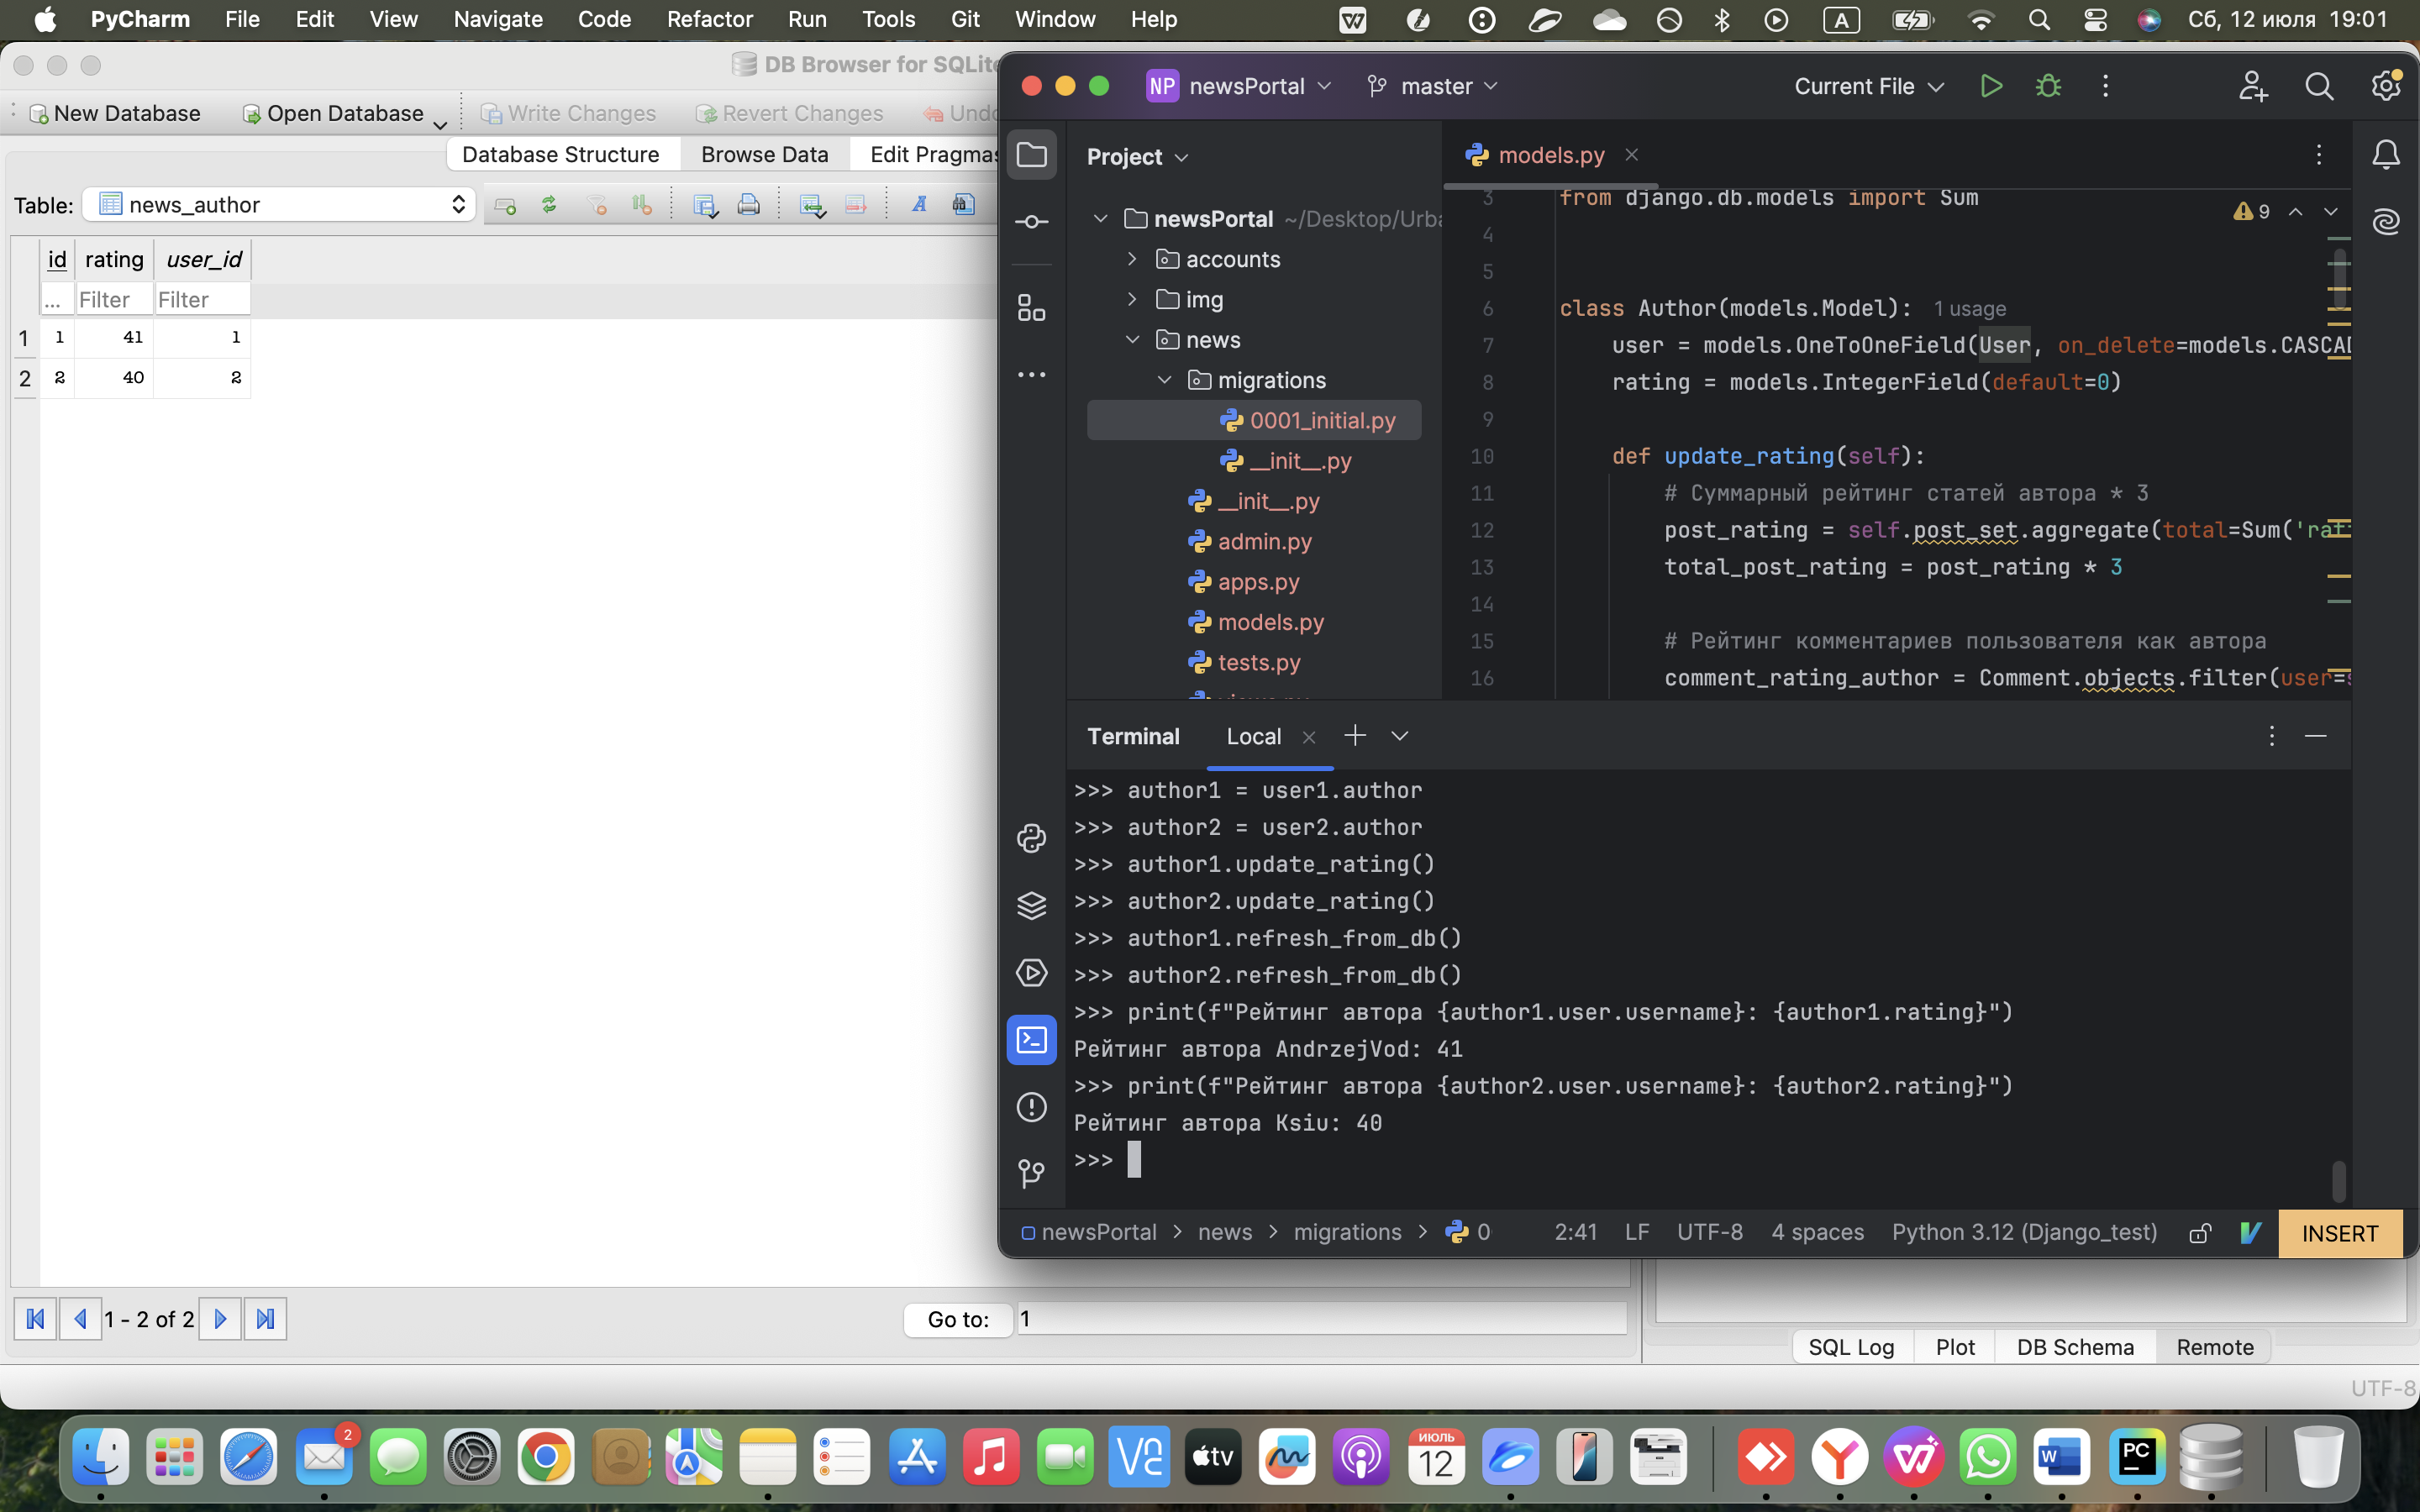 PyCharm File Edit View Navigate Code Refactor Run Tools Git Window Help A Сб, 12 июля 19:01
DB Browser for SQLite
New Database Open Database Write Changes Revert Changes Undo
Database Structure Browse Data Edit Pragmas
Table: news_author
id rating user_id
... Filter Filter
1 1 41 1
2 2 40 2
1 - 2 of 2 Go to: 1
SQL Log Plot DB Schema Remote
UTF-8
NP newsPortal master Current File
Project
newsPortal ~/Desktop/Urba
accounts
img
news
migrations
0001_initial.py
__init__.py
__init__.py
admin.py
apps.py
models.py
tests.py
models.py
9
3 from django.db.models import Sum
4
5
6 class Author(models.Model): 1 usage
7 user = models.OneToOneField(User, on_delete=models.CASCAD
8 rating = models.IntegerField(default=0)
9
10 def update_rating(self):
11 # Суммарный рейтинг статей автора * 3
12 post_rating = self.post_set.aggregate(total=Sum('rat
13 total_post_rating = post_rating * 3
14
15 # Рейтинг комментариев пользователя как автора
16 comment_rating_author = Comment.objects.filter(user=s
Terminal Local
>>> author1 = user1.author
>>> author2 = user2.author
>>> author1.update_rating()
>>> author2.update_rating()
>>> author1.refresh_from_db()
>>> author2.refresh_from_db()
>>> print(f"Рейтинг автора {author1.user.username}: {author1.rating}")
Рейтинг автора AndrzejVod: 41
>>> print(f"Рейтинг автора {author2.user.username}: {author2.rating}")
Рейтинг автора Ksiu: 40
>>>
newsPortal > news > migrations > 0 2:41 LF UTF-8 4 spaces Python 3.12 (Django_test) INSERT
2 tv ИЮЛЬ 12 W PC